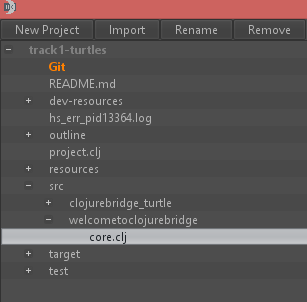 New Project Import Rename Remove
− track1-turtles
Git
README.md
+ dev-resources
hs_err_pid13364.log
+ outline
project.clj
+ resources
− src
+ clojurebridge_turtle
− welcometoclojurebridge
core.clj
+ target
+ test